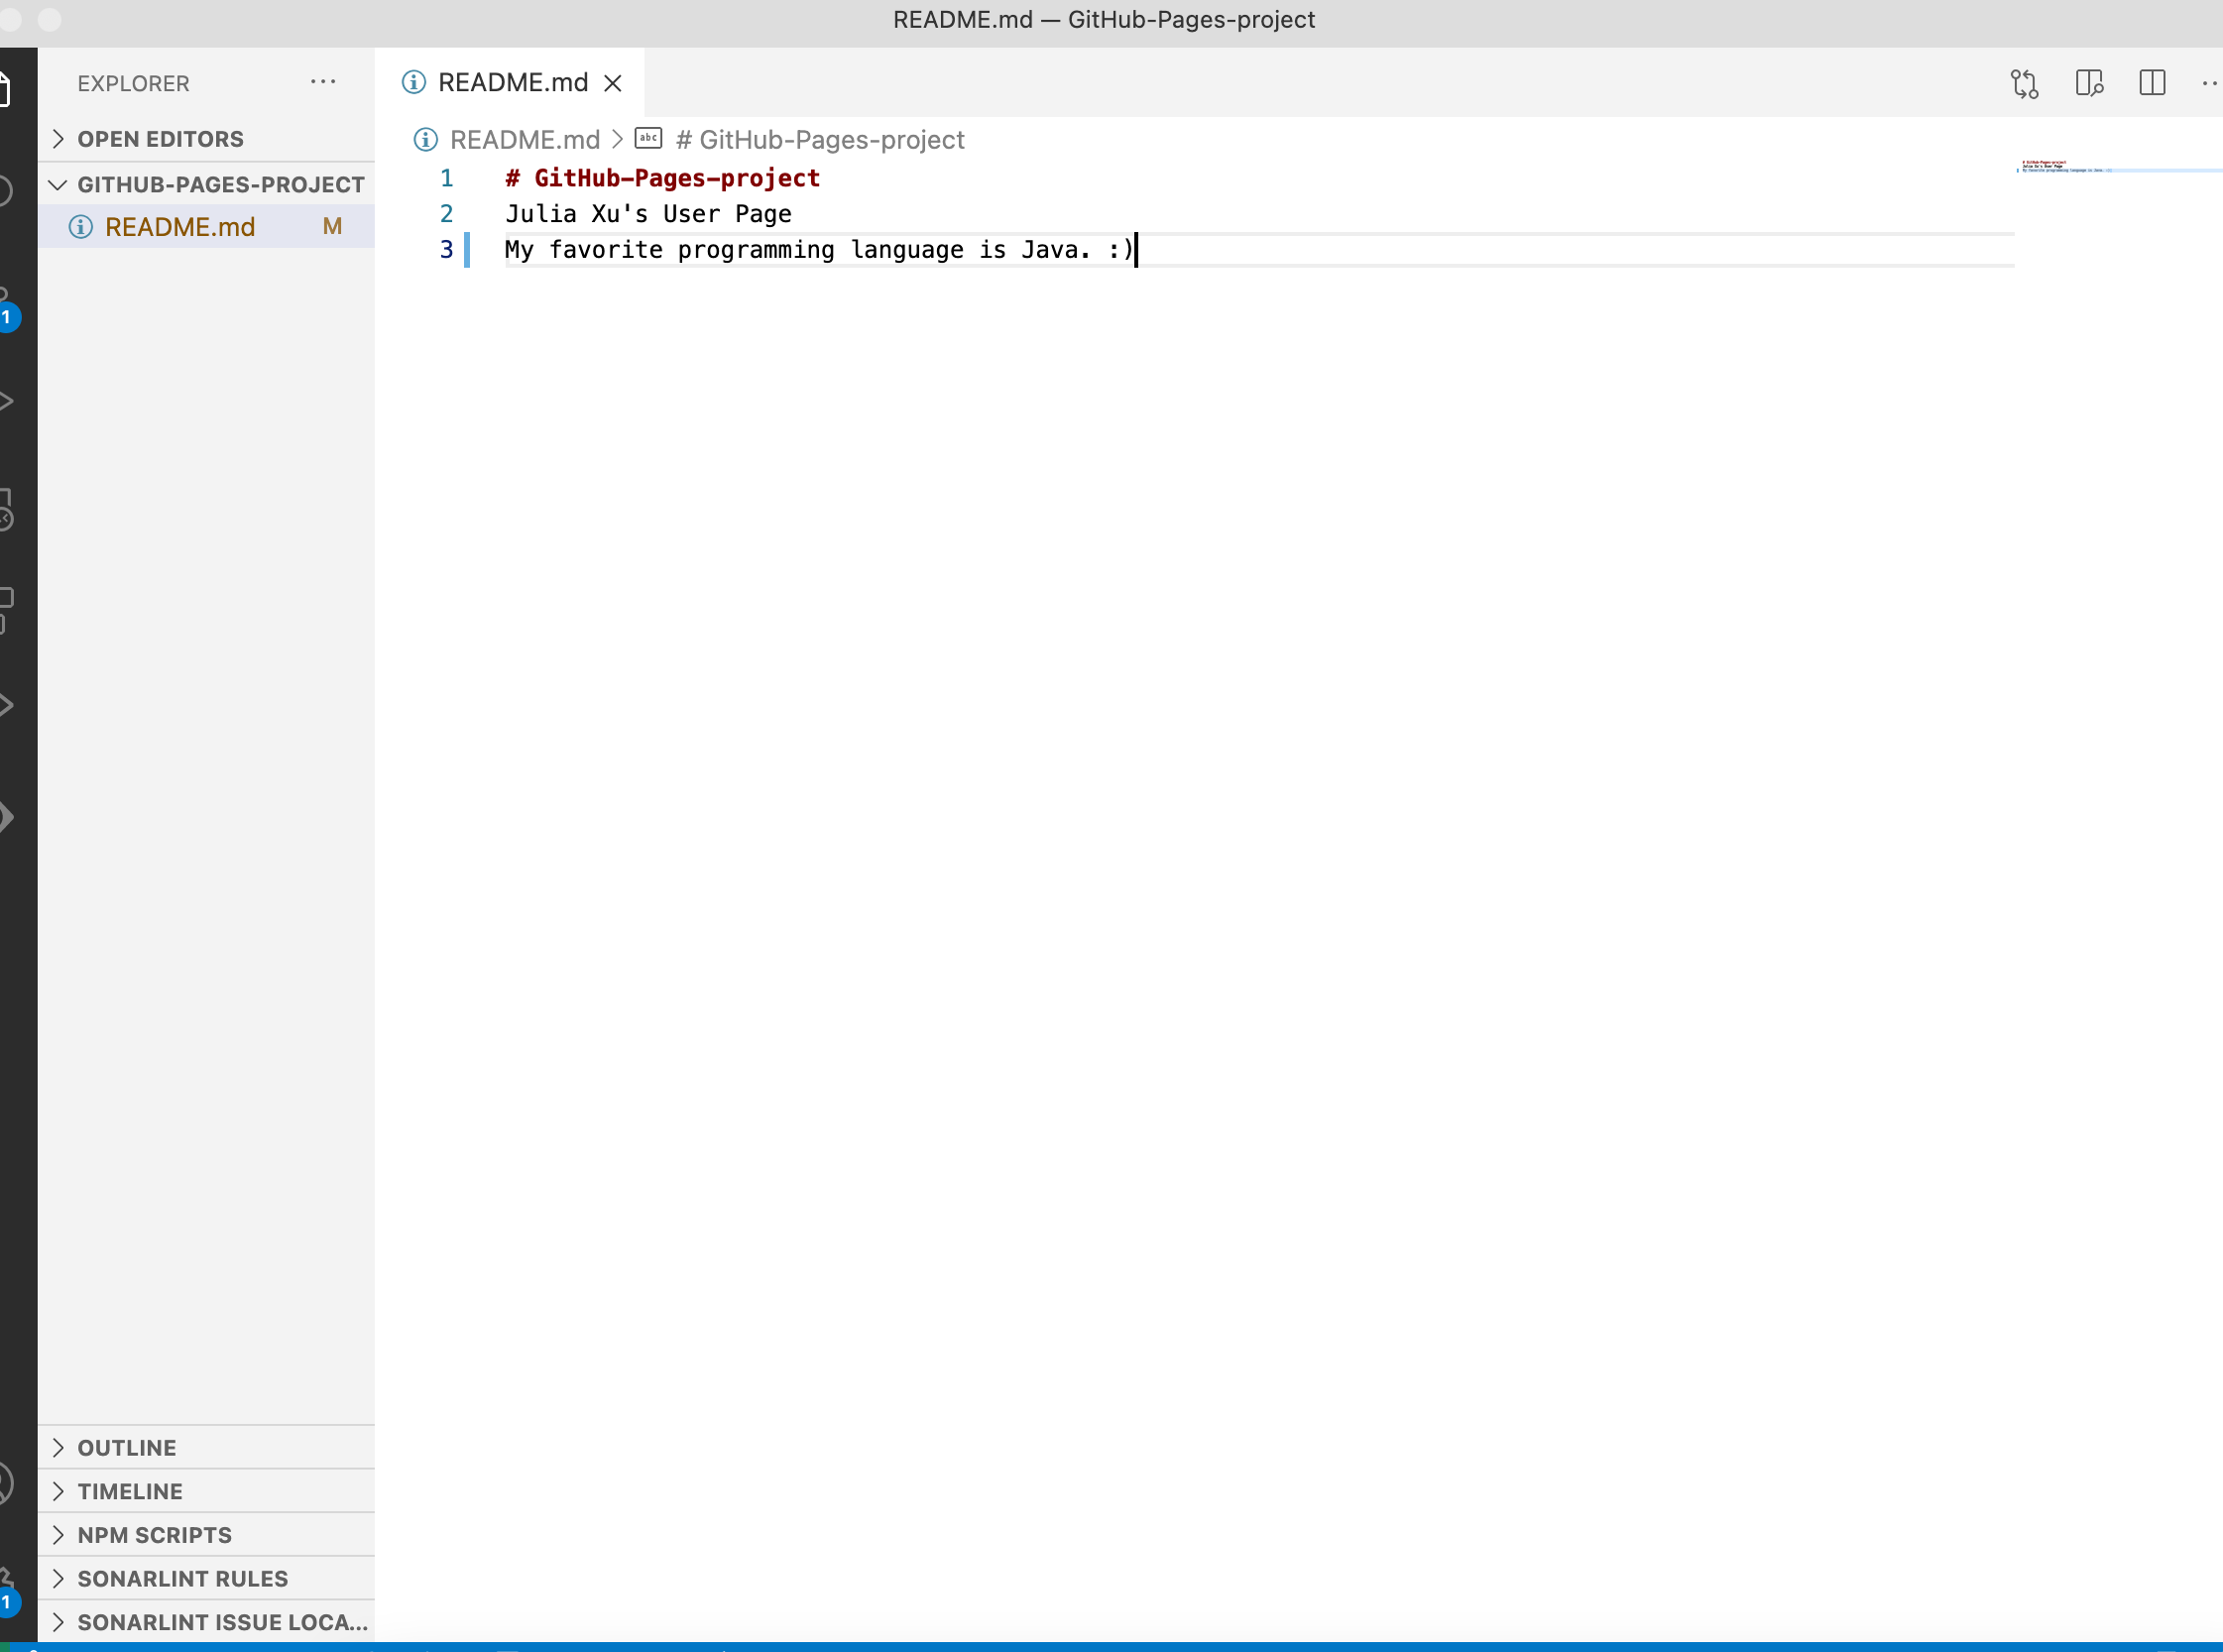 README.md — GitHub-Pages-project
EXPLORER
README.md
OPEN EDITORS
README.md > # GitHub-Pages-project
GITHUB-PAGES-PROJECT
1 # GitHub-Pages-project
README.md M
2 Julia Xu's User Page
3 My favorite programming language is Java. :)
1
OUTLINE
TIMELINE
NPM SCRIPTS
SONARLINT RULES
1
SONARLINT ISSUE LOCA...